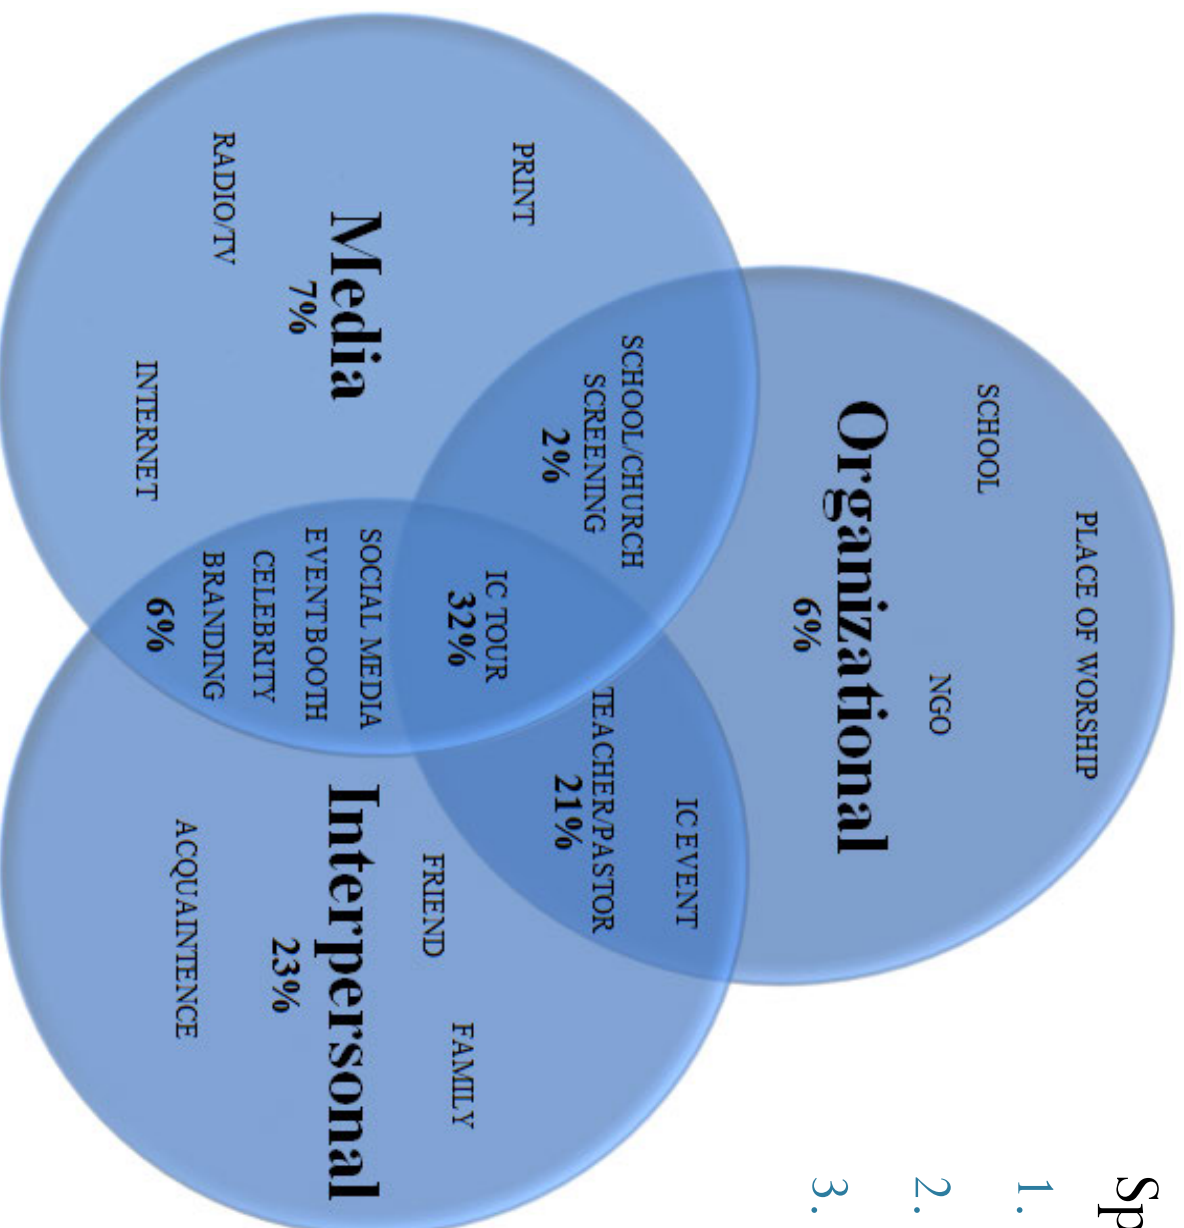 PLACE OF WORSHIP
SCHOOL
NGO
Organizational
6%
IC EVENT
TEACHER/PASTOR
21%
SCHOOL/CHURCH
SCREENING
2%
PRINT
IC TOUR
32%
FAMILY
FRIEND
Media
7%
Interpersonal
23%
SOCIAL MEDIA
EVENT BOOTH
CELEBRITY
BRANDING
6%
RADIO/TV
ACQUAINTENCE
INTERNET
Sp
1.
2.
3.